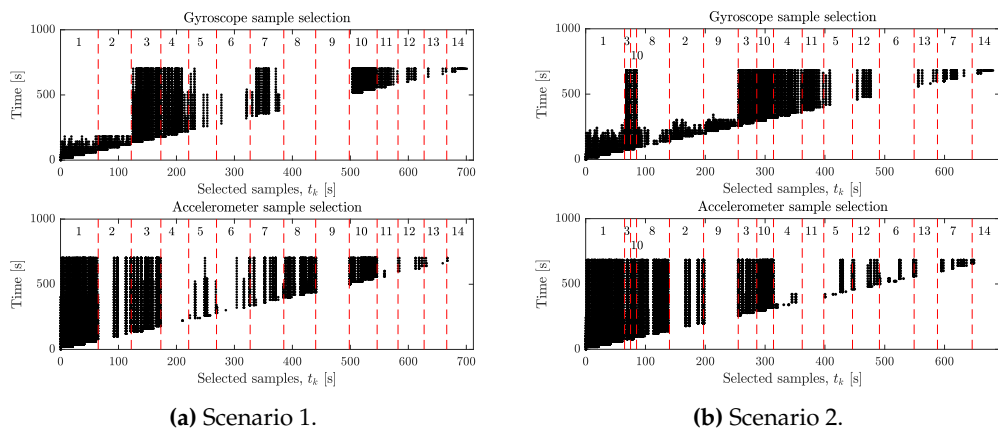 Gyroscope sample selection
1000
1 2 3 4 5 6 7 8 9 10 11 12 13 14
Time [s]
500
0
0 100 200 300 400 500 600 700
Selected samples, t_k [s]
Accelerometer sample selection
1000
1 2 3 4 5 6 7 8 9 10 11 12 13 14
Time [s]
500
0
0 100 200 300 400 500 600 700
Selected samples, t_k [s]
(a) Scenario 1.
Gyroscope sample selection
1000
1 3 8 2 9 3 10 4 11 5 12 6 13 7 14
10
Time [s]
500
0
0 100 200 300 400 500 600
Selected samples, t_k [s]
Accelerometer sample selection
1000
1 3 8 2 9 3 10 4 11 5 12 6 13 7 14
10
Time [s]
500
0
0 100 200 300 400 500 600
Selected samples, t_k [s]
(b) Scenario 2.